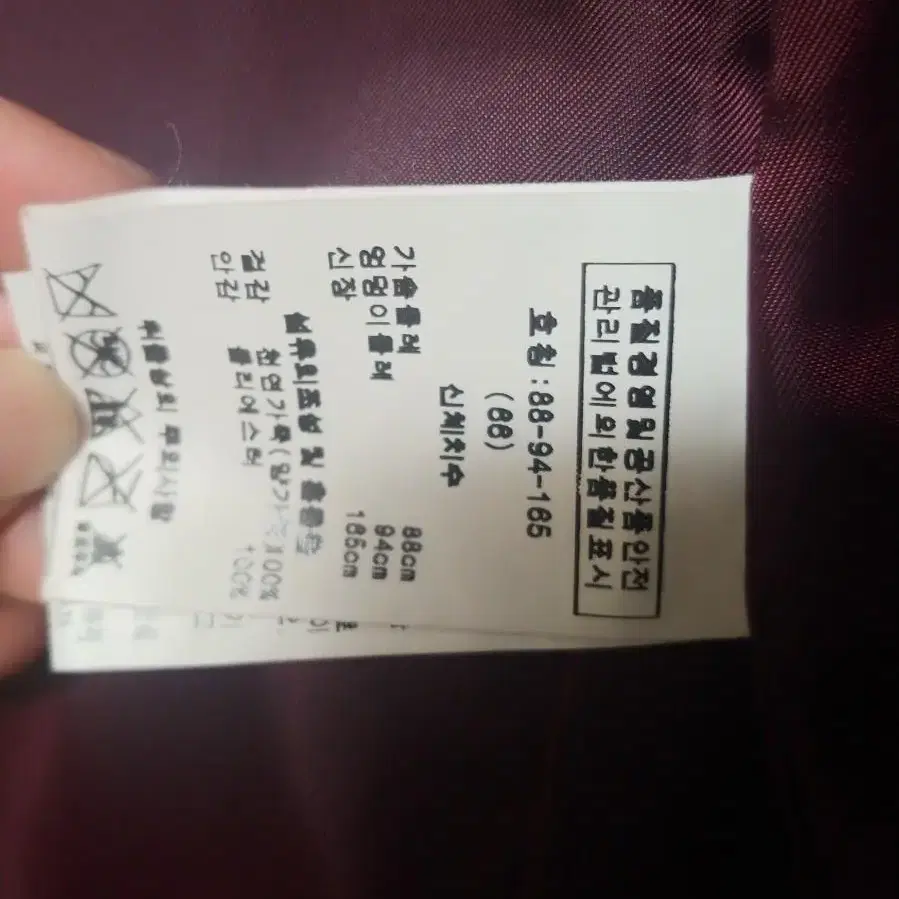 품질경영및공산품안전
관리법에의한품질표시
호칭:88-94-165
(66)
신체치수
가슴둘레 88cm
엉덩이둘레 94cm
신장 165cm
섬유의조성 및 혼용율
겉감 천연가죽(양가죽)100%
안감 폴리에스터 100%
취급상의 주의사항